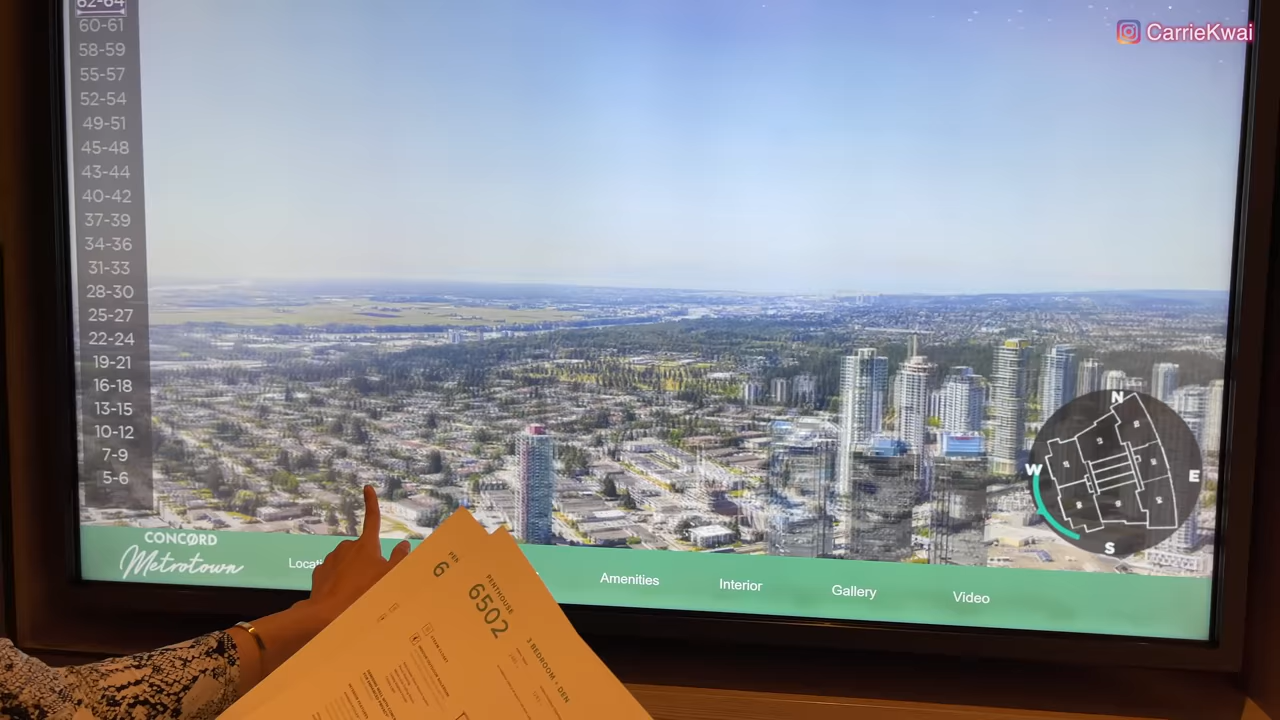 62-64
60-61
58-59
55-57
52-54
49-51
45-48
43-44
40-42
37-39
34-36
31-33
28-30
25-27
22-24
19-21
16-18
13-15
10-12
7-9
5-6
CarrieKwai
N
W
E
S
CONCORD
Metrotown
Amenities
Interior
Gallery
Video
6
PENTHOUSE
6502
3 BEDROOM + DEN